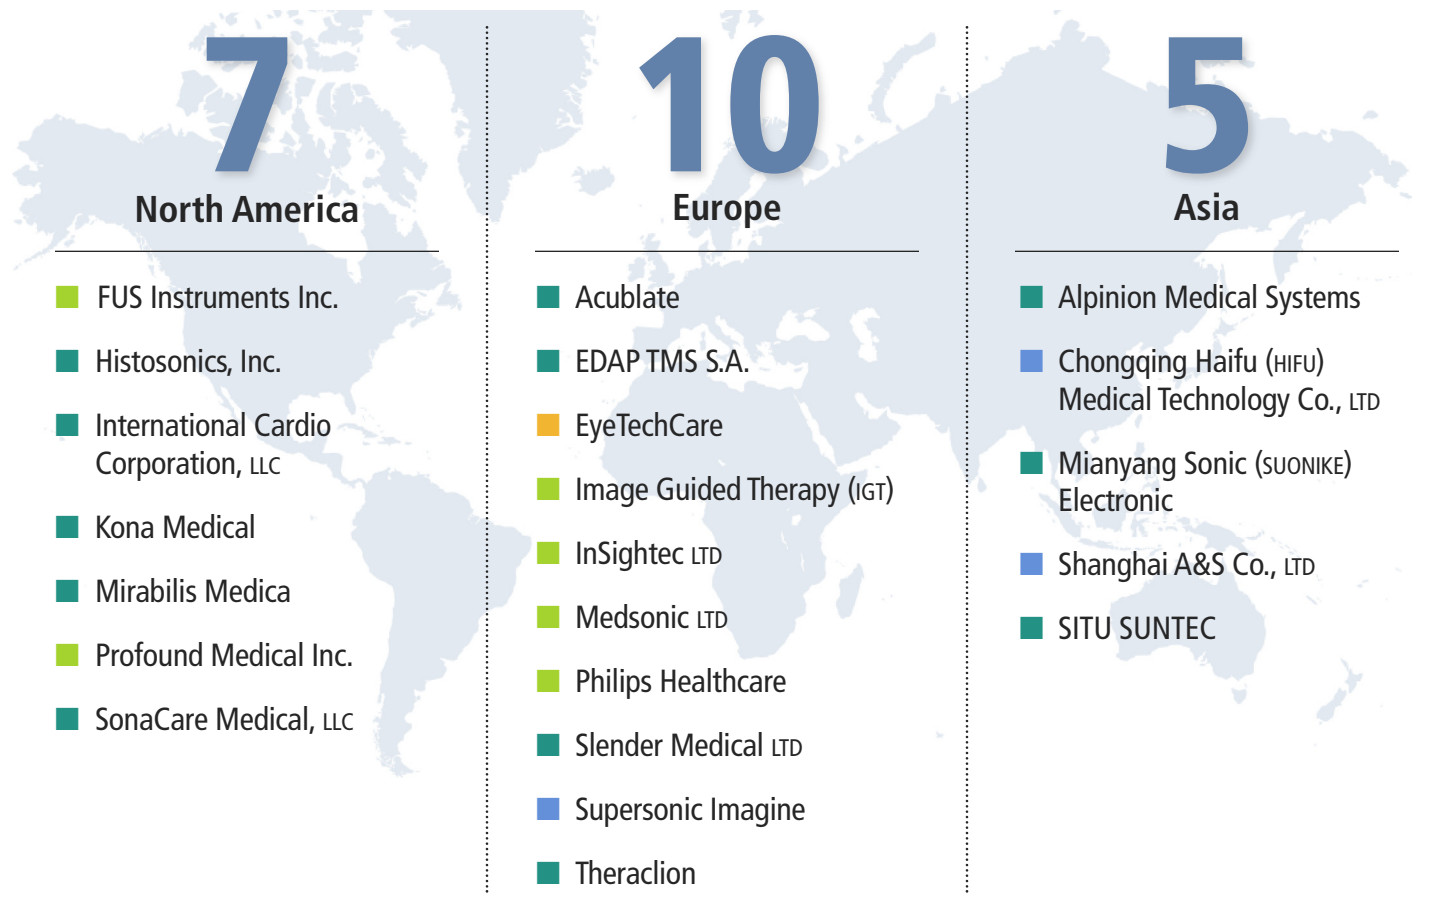 7
North America
FUS Instruments Inc.
Histosonics, Inc.
International Cardio
Corporation, LLC
Kona Medical
Mirabilis Medica
Profound Medical Inc.
SonaCare Medical, LLC
10
Europe
Acublate
EDAP TMS S.A.
EyeTechCare
Image Guided Therapy (IGT)
InSightec LTD
Medsonic LTD
Philips Healthcare
Slender Medical LTD
Supersonic Imagine
Theraclion
5
Asia
Alpinion Medical Systems
Chongqing Haifu (HIFU)
Medical Technology Co., LTD
Mianyang Sonic (SUONIKE)
Electronic
Shanghai A&S Co., LTD
SITU SUNTEC